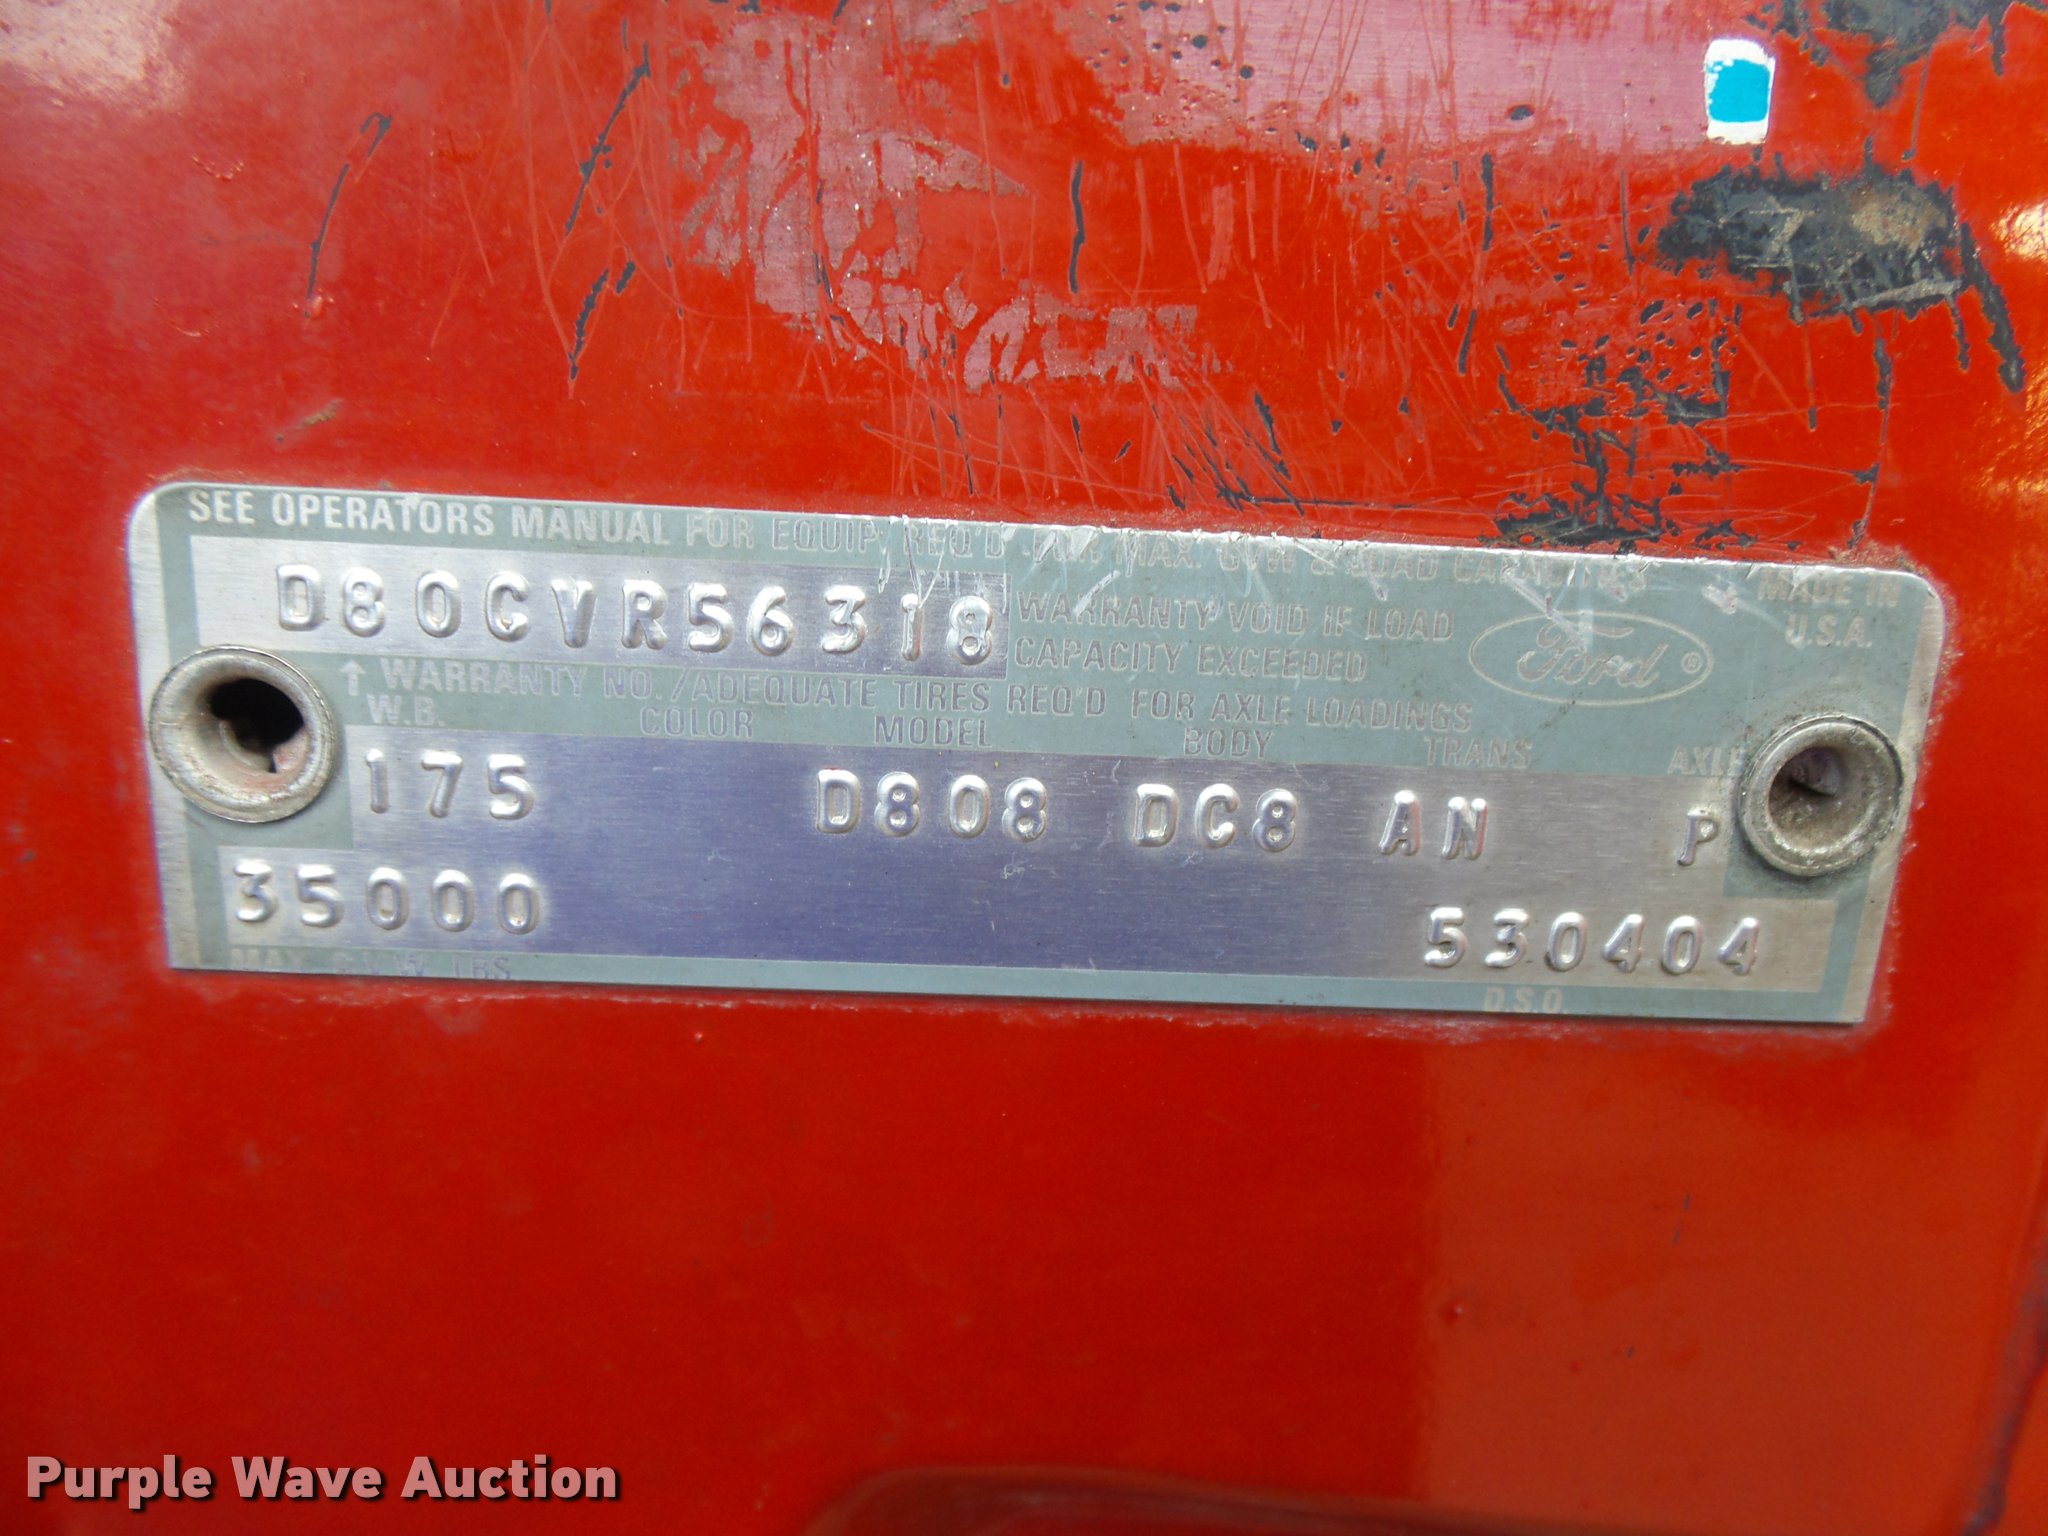 SEE OPERATORS MANUAL FOR EQUIP. REQ'D FOR MAX. GVW & LOAD CAPACITIES
MADE IN
U.S.A.
D80CVR56318
WARRANTY VOID IF LOAD
CAPACITY EXCEEDED
Ford ®
↑ WARRANTY NO./ADEQUATE TIRES REQ'D FOR AXLE LOADINGS
W.B. COLOR MODEL BODY TRANS AXLE
175 D808 DC8 AN P
35000 530404
MAX. G V W LBS
D.S.O
Purple Wave Auction